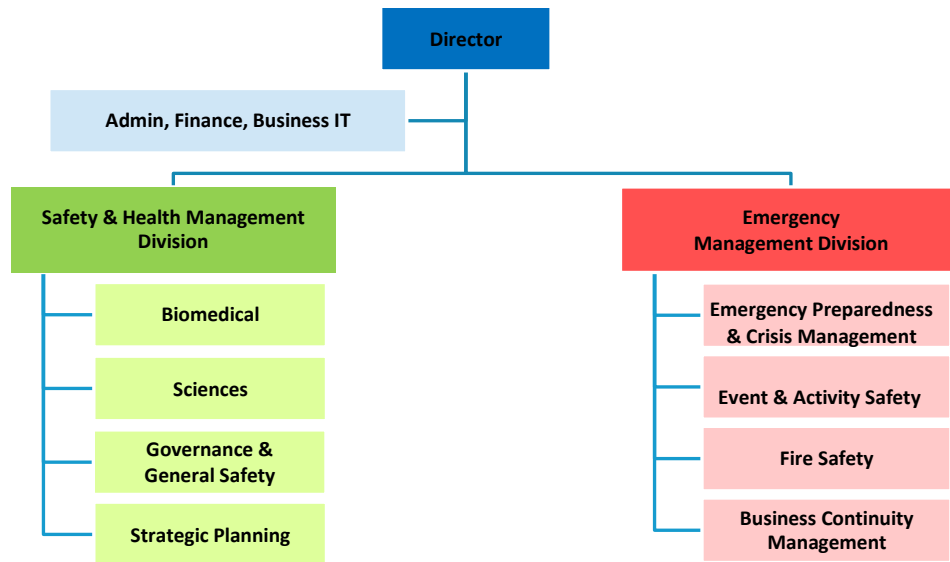 Director
Admin, Finance, Business IT
Safety & Health Management
Division
Biomedical
Sciences
Governance &
General Safety
Strategic Planning
Emergency
Management Division
Emergency Preparedness
& Crisis Management
Event & Activity Safety
Fire Safety
Business Continuity
Management